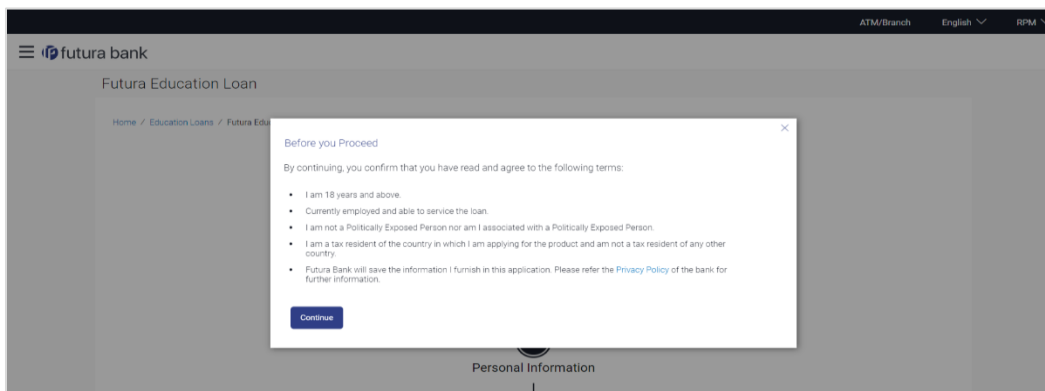 ATM/Branch English RPM
futura bank
Futura Education Loan
Home / Education Loans / Futura Edu
Before you Proceed
By continuing, you confirm that you have read and agree to the following terms:
• I am 18 years and above.
• Currently employed and able to service the loan.
• I am not a Politically Exposed Person nor am I associated with a Politically Exposed Person.
• I am a tax resident of the country in which I am applying for the product and am not a tax resident of any other
country.
• Futura Bank will save the information I furnish in this application. Please refer the Privacy Policy of the bank for
further information.
Continue
Personal Information